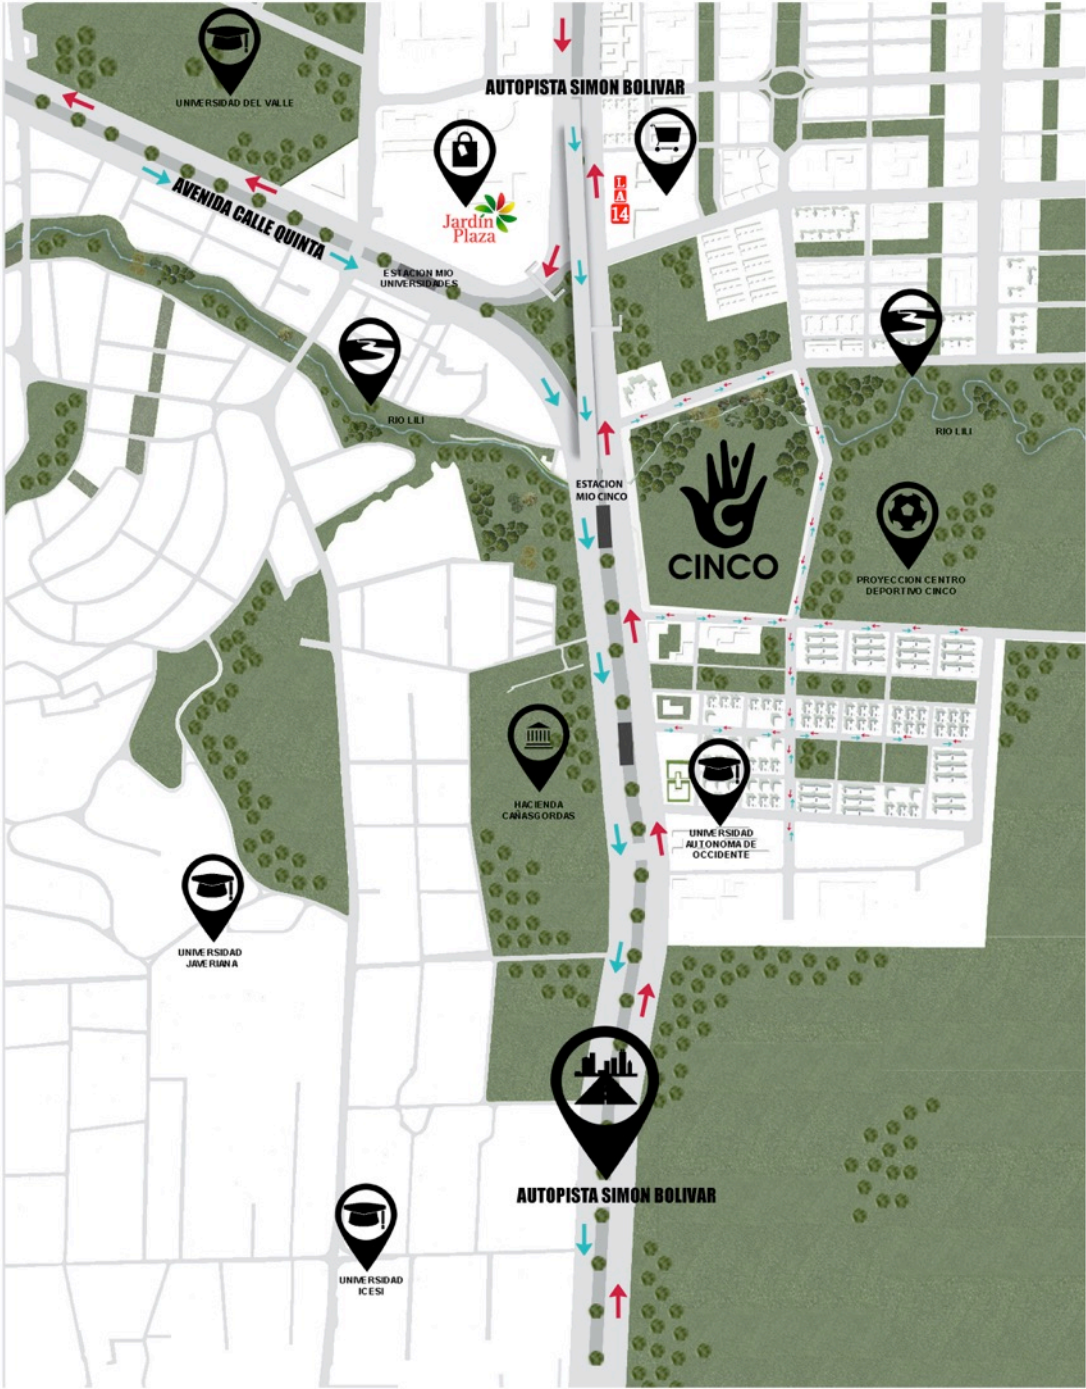 UNIVERSIDAD DEL VALLE
AUTOPISTA SIMON BOLIVAR
AVENIDA CALLE QUINTA
Jardín
Plaza
L
A
14
ESTACION MIO
UNIVERSIDADES
RIO LILI
RIO LILI
ESTACION
MIO CINCO
CINCO
PROYECCION CENTRO
DEPORTIVO CINCO
HACIENDA
CAÑASGORDAS
UNIVERSIDAD
AUTONOMA DE
OCCIDENTE
UNIVERSIDAD
JAVERIANA
AUTOPISTA SIMON BOLIVAR
UNIVERSIDAD
ICESI